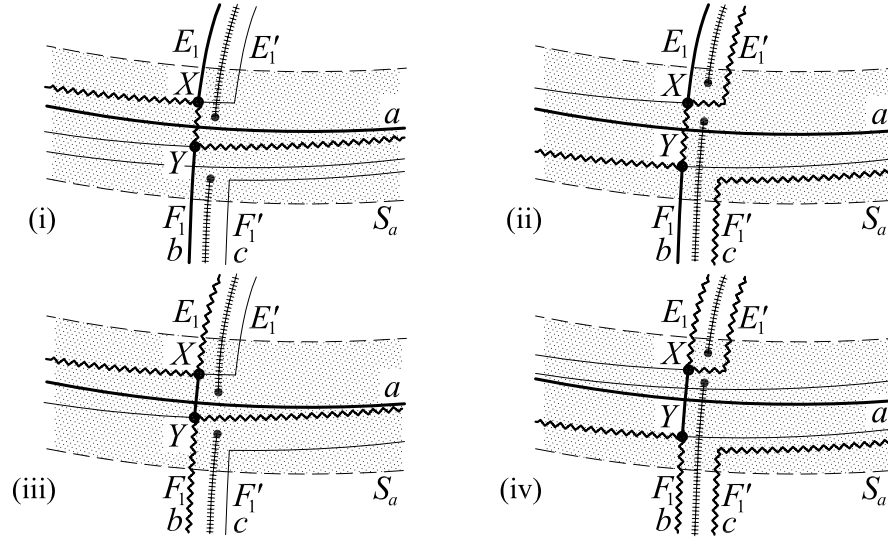 E₁ E′₁
X
a
Y
F₁ F′₁ Sₐ
(i)
b c
E₁ E′₁
X
a
Y
F₁ F′₁ Sₐ
(ii)
b c
E₁ E′₁
X
a
Y
F₁ F′₁ Sₐ
(iii)
b c
E₁ E′₁
X
a
Y
F₁ F′₁ Sₐ
(iv)
b c